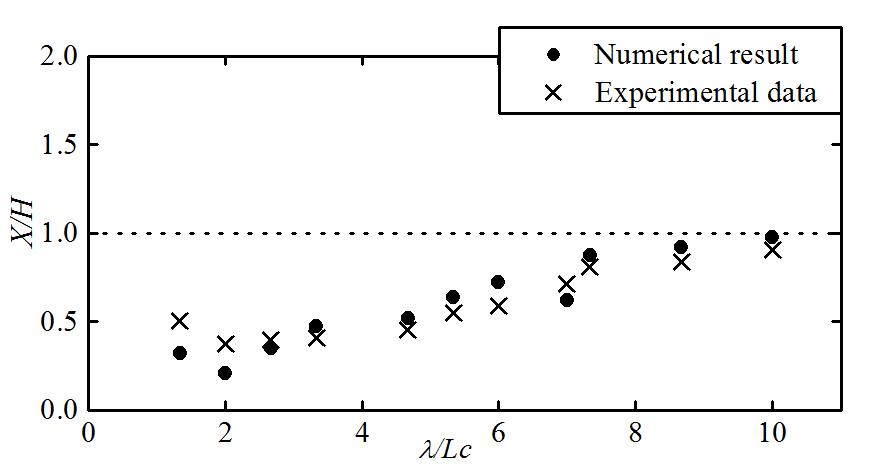 Numerical result
Experimental data
2.0
1.5
1.0
0.5
0.0
X/H
0 2 4 6 8 10
λ/Lc